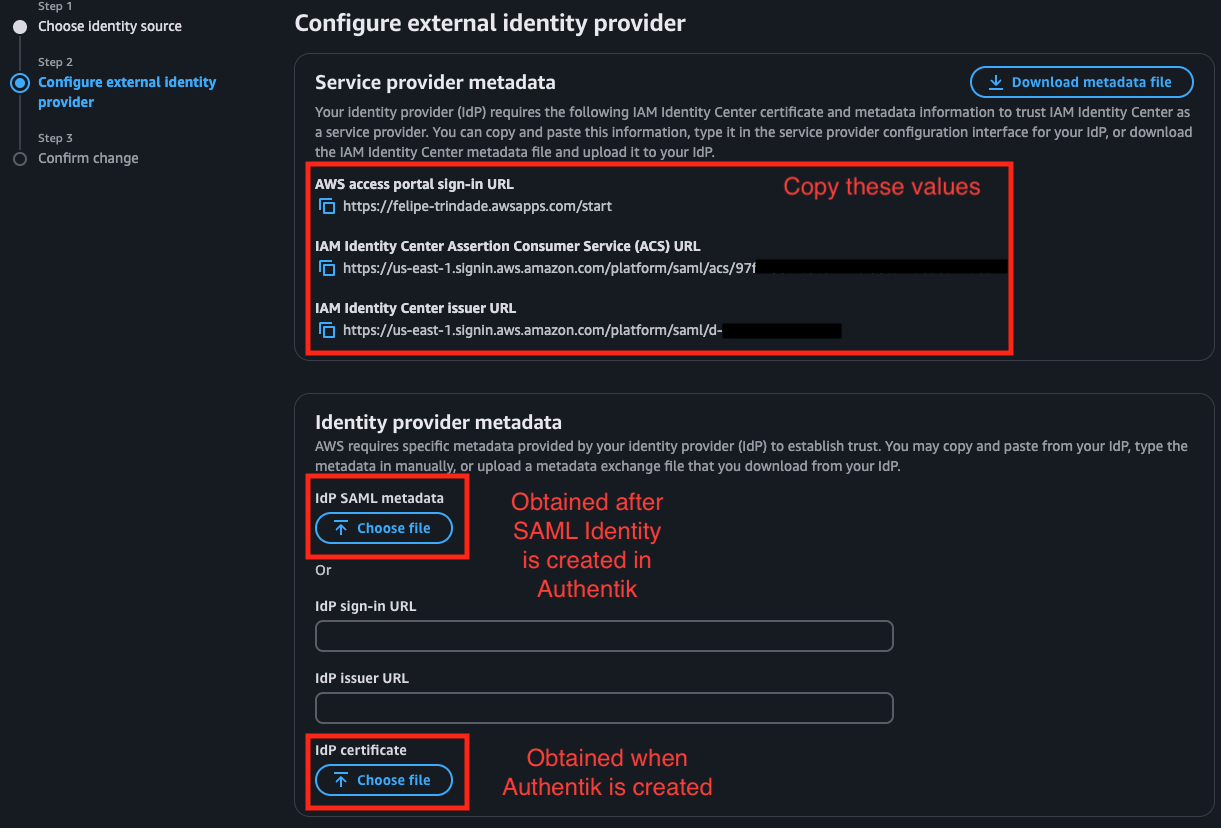 Step 1
Choose identity source
Step 2
Configure external identity
provider
Step 3
Confirm change
Configure external identity provider
Service provider metadata
Download metadata file
Your identity provider (IdP) requires the following IAM Identity Center certificate and metadata information to trust IAM Identity Center as
a service provider. You can copy and paste this information, type it in the service provider configuration interface for your IdP, or download
the IAM Identity Center metadata file and upload it to your IdP.
AWS access portal sign-in URL
Copy these values
https://felipe-trindade.awsapps.com/start
IAM Identity Center Assertion Consumer Service (ACS) URL
https://us-east-1.signin.aws.amazon.com/platform/saml/acs/97f
IAM Identity Center issuer URL
https://us-east-1.signin.aws.amazon.com/platform/saml/d-
Identity provider metadata
AWS requires specific metadata provided by your identity provider (IdP) to establish trust. You may copy and paste from your IdP, type the
metadata in manually, or upload a metadata exchange file that you download from your IdP.
IdP SAML metadata
Choose file
Obtained after
SAML Identity
is created in
Authentik
Or
IdP sign-in URL
IdP issuer URL
IdP certificate
Choose file
Obtained when
Authentik is created